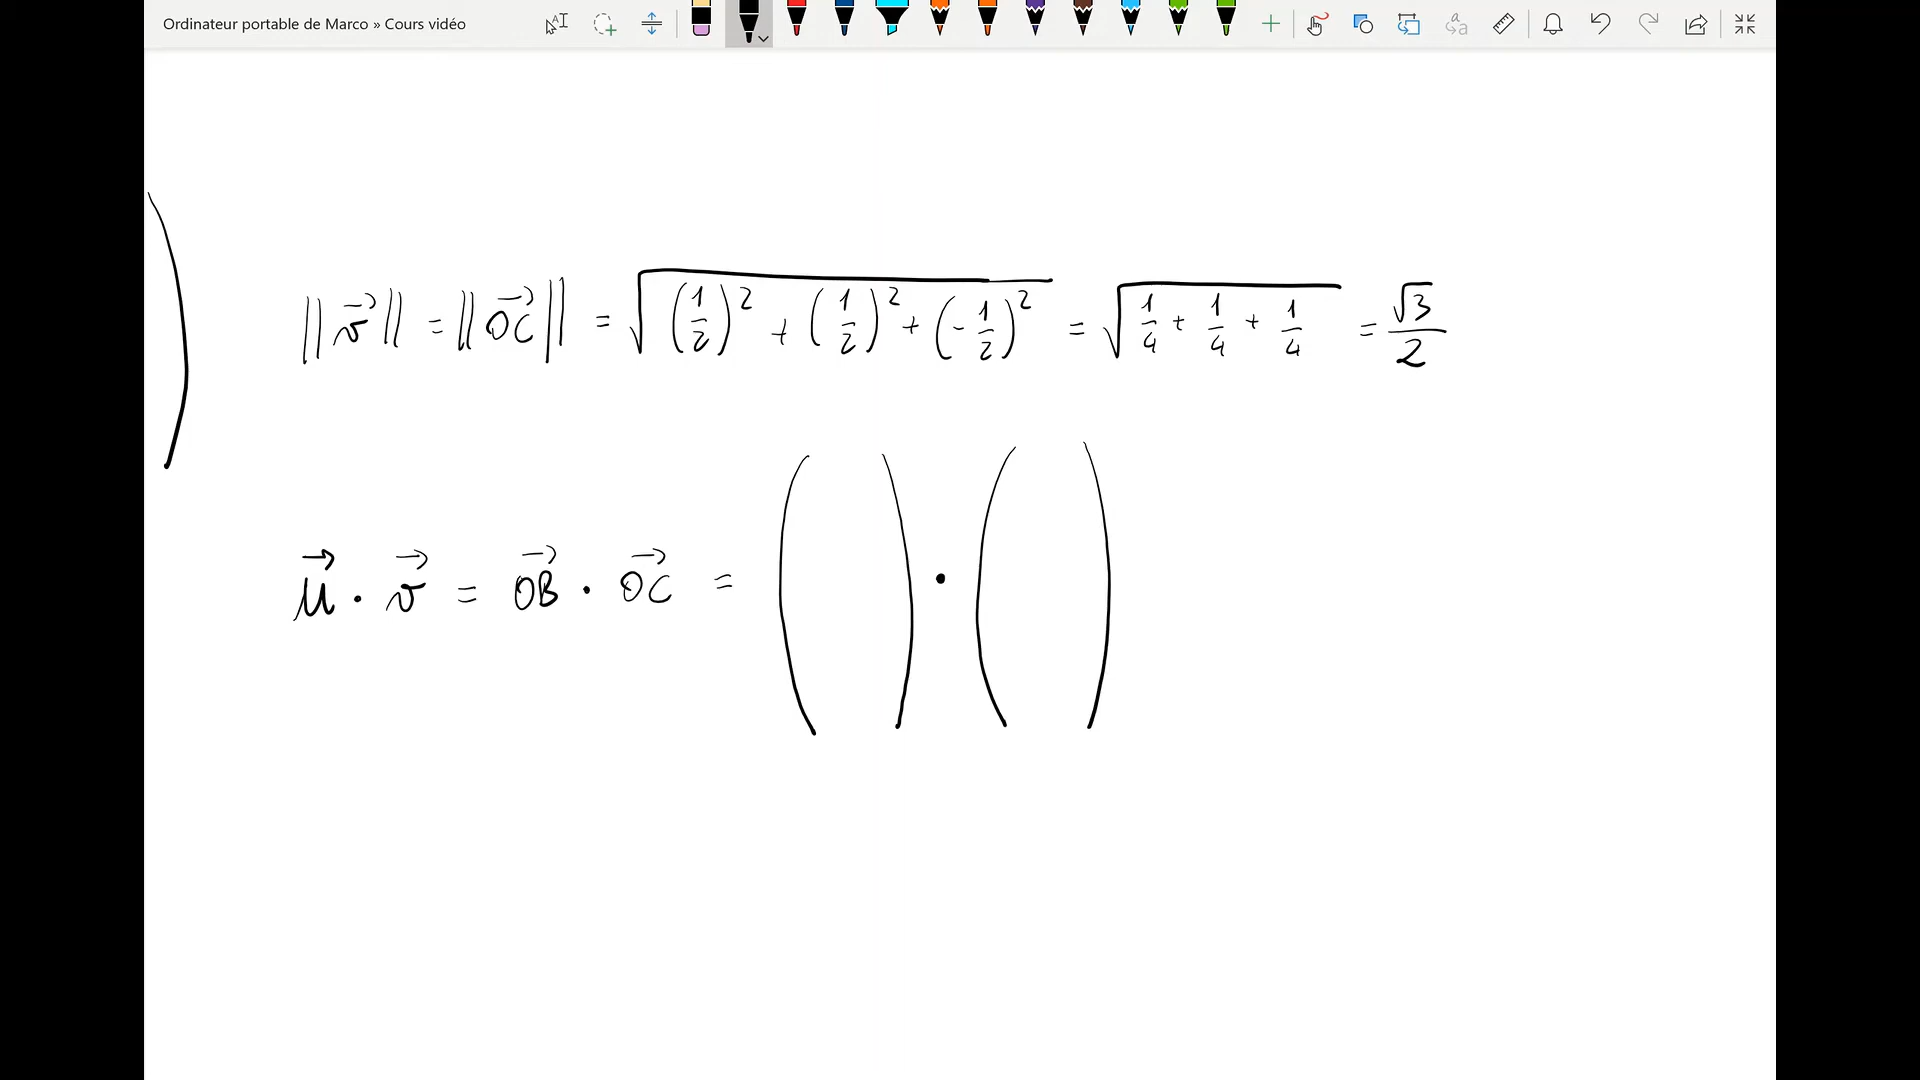 Ordinateur portable de Marco » Cours vidéo
‖v⃗‖ = ‖OC⃗‖ = √((1/2)² + (1/2)² + (-1/2)²) = √(1/4 + 1/4 + 1/4) = √3/2
u⃗ · v⃗ = OB⃗ · OC⃗ = ( ) · ( )